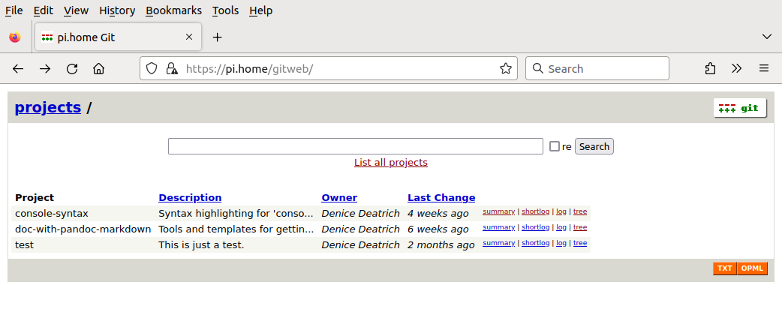 File Edit View History Bookmarks Tools Help
pi.home Git
https://pi.home/gitweb/ Search
projects / git
re Search
List all projects
Project Description Owner Last Change
console-syntax Syntax highlighting for 'conso... Denice Deatrich 4 weeks ago summary | shortlog | log | tree
doc-with-pandoc-markdown Tools and templates for gettin... Denice Deatrich 6 weeks ago summary | shortlog | log | tree
test This is just a test. Denice Deatrich 2 months ago summary | shortlog | log | tree
TXT OPML